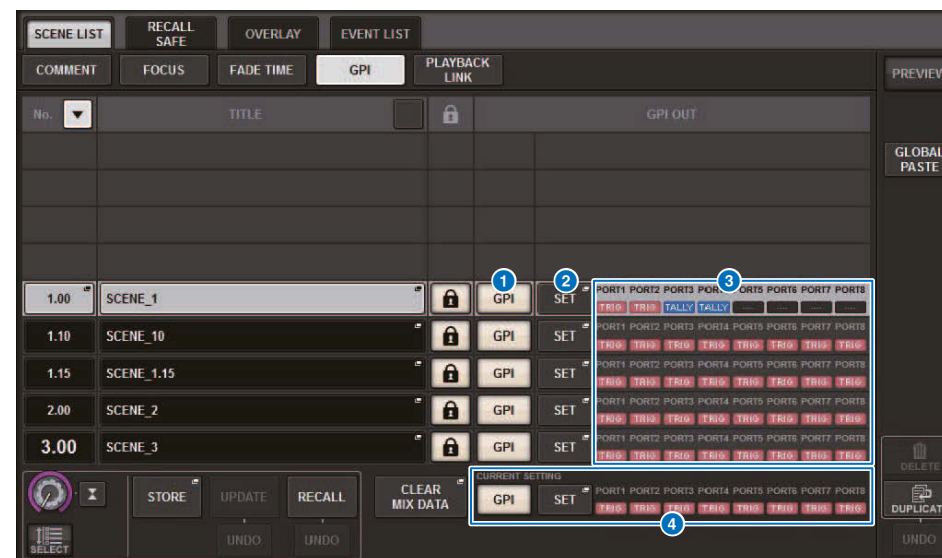 SCENE LIST RECALL SAFE OVERLAY EVENT LIST
COMMENT FOCUS FADE TIME GPI PLAYBACK LINK PREVIEW
No. TITLE GPI OUT
GLOBAL PASTE
1 2 3
1.00 SCENE_1 GPI SET PORT1 PORT2 PORT3 PORT5 PORT6 PORT7 PORT8
TRIG TRIG TALLY TALLY ---- ---- ---- ----
1.10 SCENE_10 GPI SET PORT1 PORT2 PORT3 PORT4 PORT5 PORT6 PORT7 PORT8
TRIG TRIG TRIG TRIG TRIG TRIG TRIG TRIG
1.15 SCENE_1.15 GPI SET PORT1 PORT2 PORT3 PORT4 PORT5 PORT6 PORT7 PORT8
TRIG TRIG TRIG TRIG TRIG TRIG TRIG TRIG
2.00 SCENE_2 GPI SET PORT1 PORT2 PORT3 PORT4 PORT5 PORT6 PORT7 PORT8
TRIG TRIG TRIG TRIG TRIG TRIG TRIG TRIG
3.00 SCENE_3 GPI SET PORT1 PORT2 PORT3 PORT4 PORT5 PORT6 PORT7 PORT8
TRIG TRIG TRIG TRIG TRIG TRIG TRIG TRIG
DELETE
CURRENT SETTING
STORE UPDATE RECALL CLEAR MIX DATA GPI SET PORT1 PORT2 PORT3 PORT4 PORT5 PORT6 PORT7 PORT8
TRIG TRIG TRIG TRIG TRIG TRIG TRIG TRIG
DUPLICAT
4
SELECT UNDO UNDO UNDO